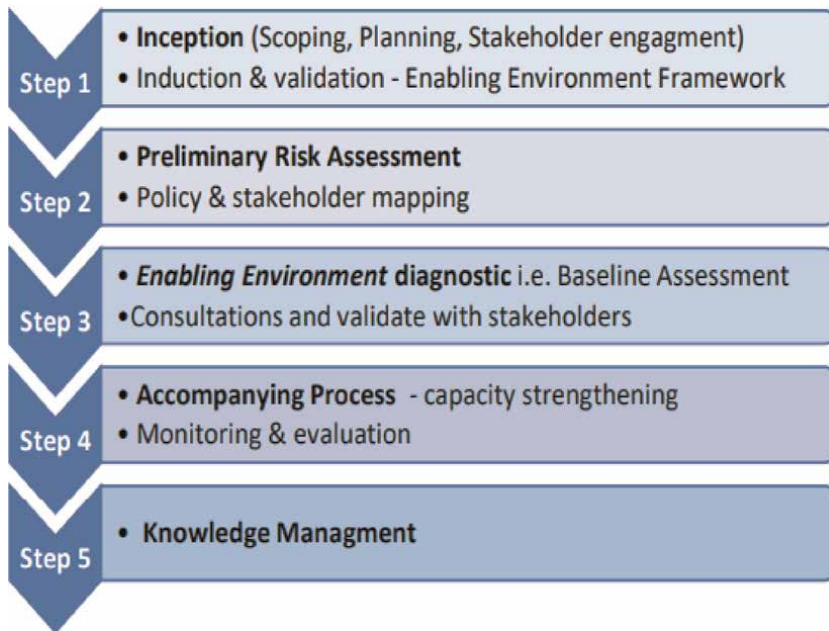 Step 1
• Inception (Scoping, Planning, Stakeholder engagment)
• Induction & validation - Enabling Environment Framework
Step 2
• Preliminary Risk Assessment
• Policy & stakeholder mapping
Step 3
• Enabling Environment diagnostic i.e. Baseline Assessment
•Consultations and validate with stakeholders
Step 4
• Accompanying Process - capacity strengthening
• Monitoring & evaluation
Step 5
• Knowledge Managment